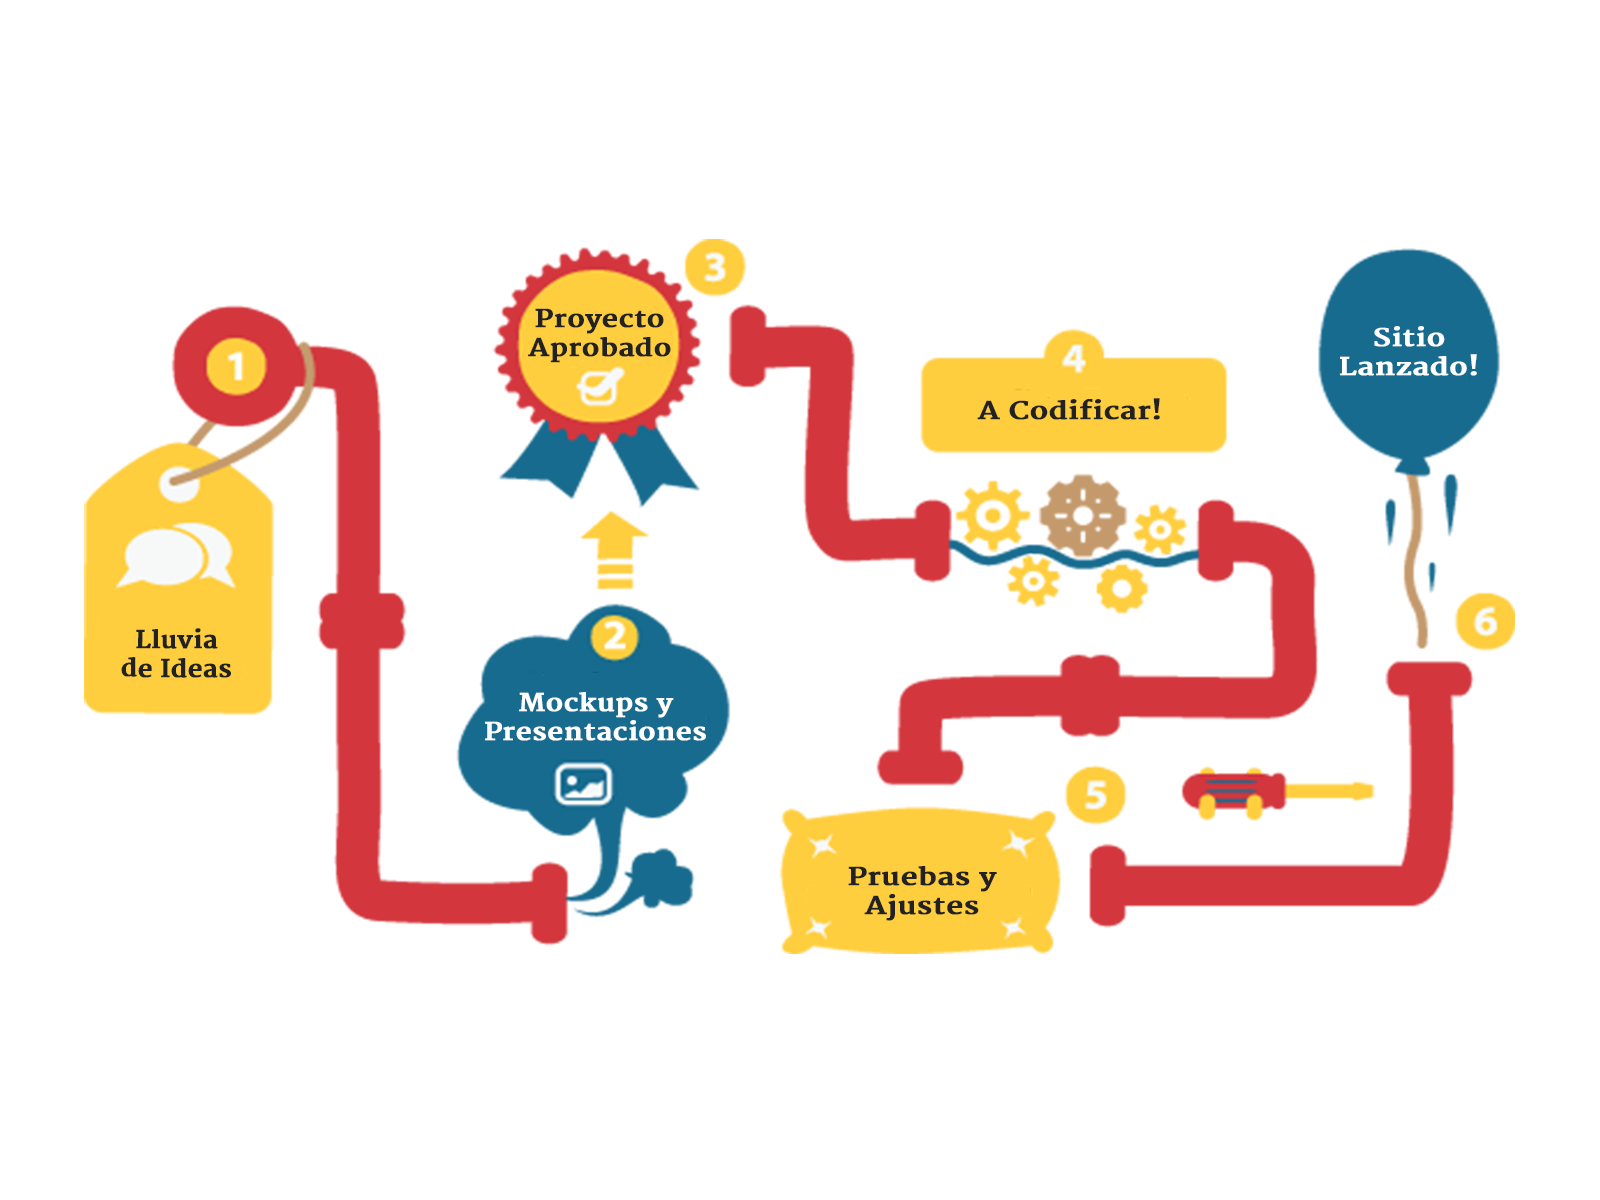 1
Lluvia
de Ideas
2
Mockups y
Presentaciones
3
Proyecto
Aprobado
4
A Codificar!
5
Pruebas y
Ajustes
6
Sitio
Lanzado!